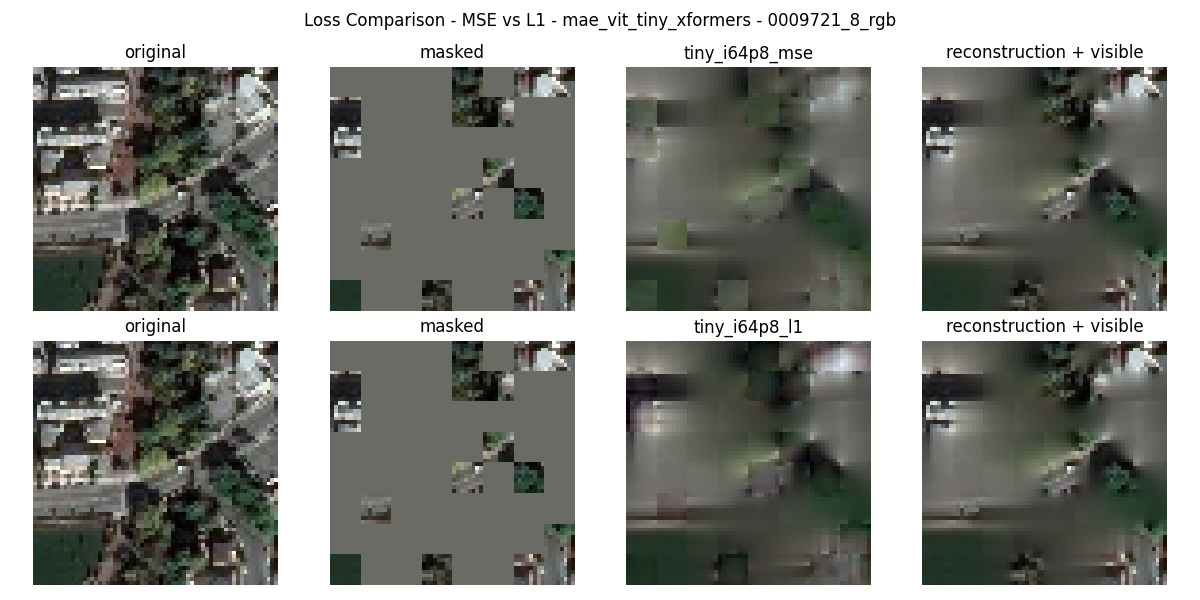 Loss Comparison - MSE vs L1 - mae_vit_tiny_xformers - 0009721_8_rgb
original masked tiny_i64p8_mse reconstruction + visible
original masked tiny_i64p8_l1 reconstruction + visible